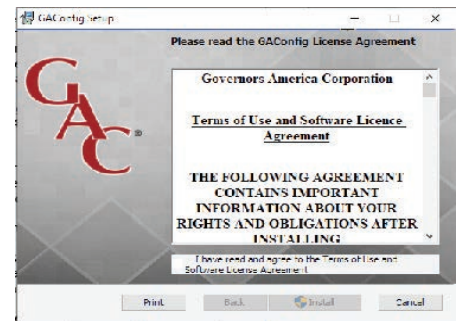 GAConfig Setup
Please read the GAConfig License Agreement
GAC
®
Governors America Corporation
Terms of Use and Software Licence
Agreement
THE FOLLOWING AGREEMENT
CONTAINS IMPORTANT
INFORMATION ABOUT YOUR
RIGHTS AND OBLIGATIONS AFTER
INSTALLING
I have read and agree to the Terms of Use and
Software License Agreement
Print Back Install Cancel